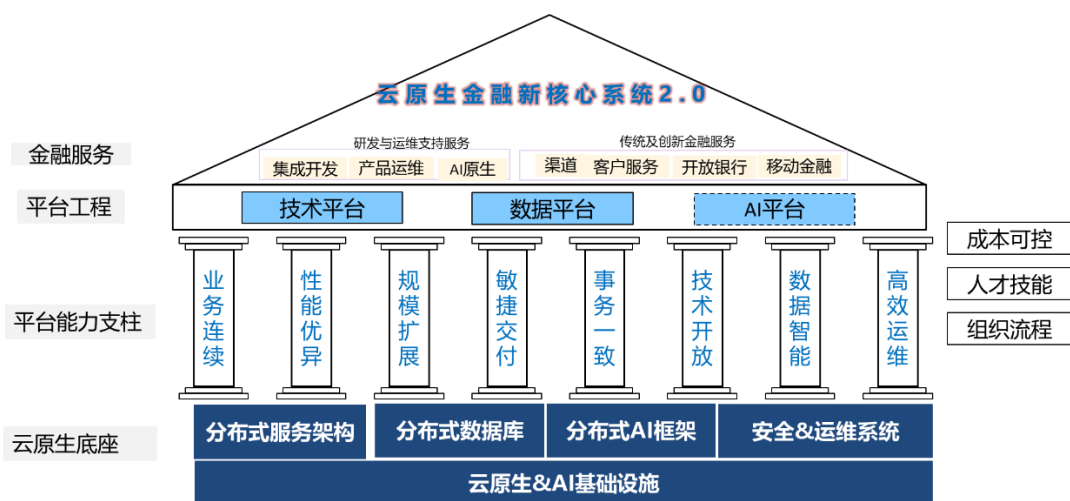 云原生金融新核心系统2.0
研发与运维支持服务
传统及创新金融服务
金融服务
集成开发 产品运维 AI原生
渠道 客户服务 开放银行 移动金融
平台工程
技术平台 数据平台 AI平台
平台能力支柱
业务连续
性能优异
规模扩展
敏捷交付
事务一致
技术开放
数据智能
高效运维
成本可控
人才技能
组织流程
云原生底座
分布式服务架构 分布式数据库 分布式AI框架 安全&运维系统
云原生&AI基础设施